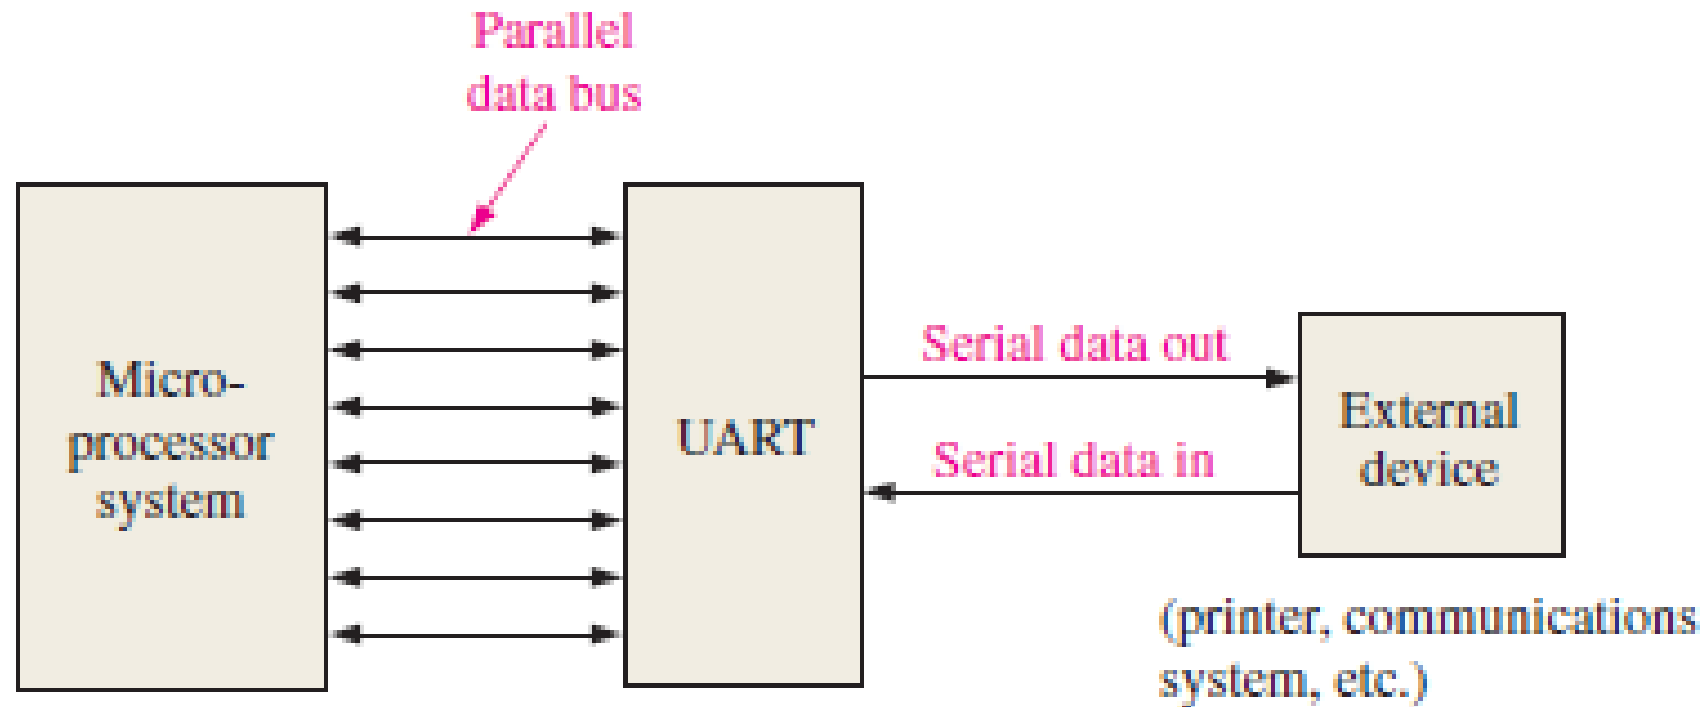 Parallel
data bus
Micro-
processor
system
UART
Serial data out
Serial data in
External
device
(printer, communications
system, etc.)